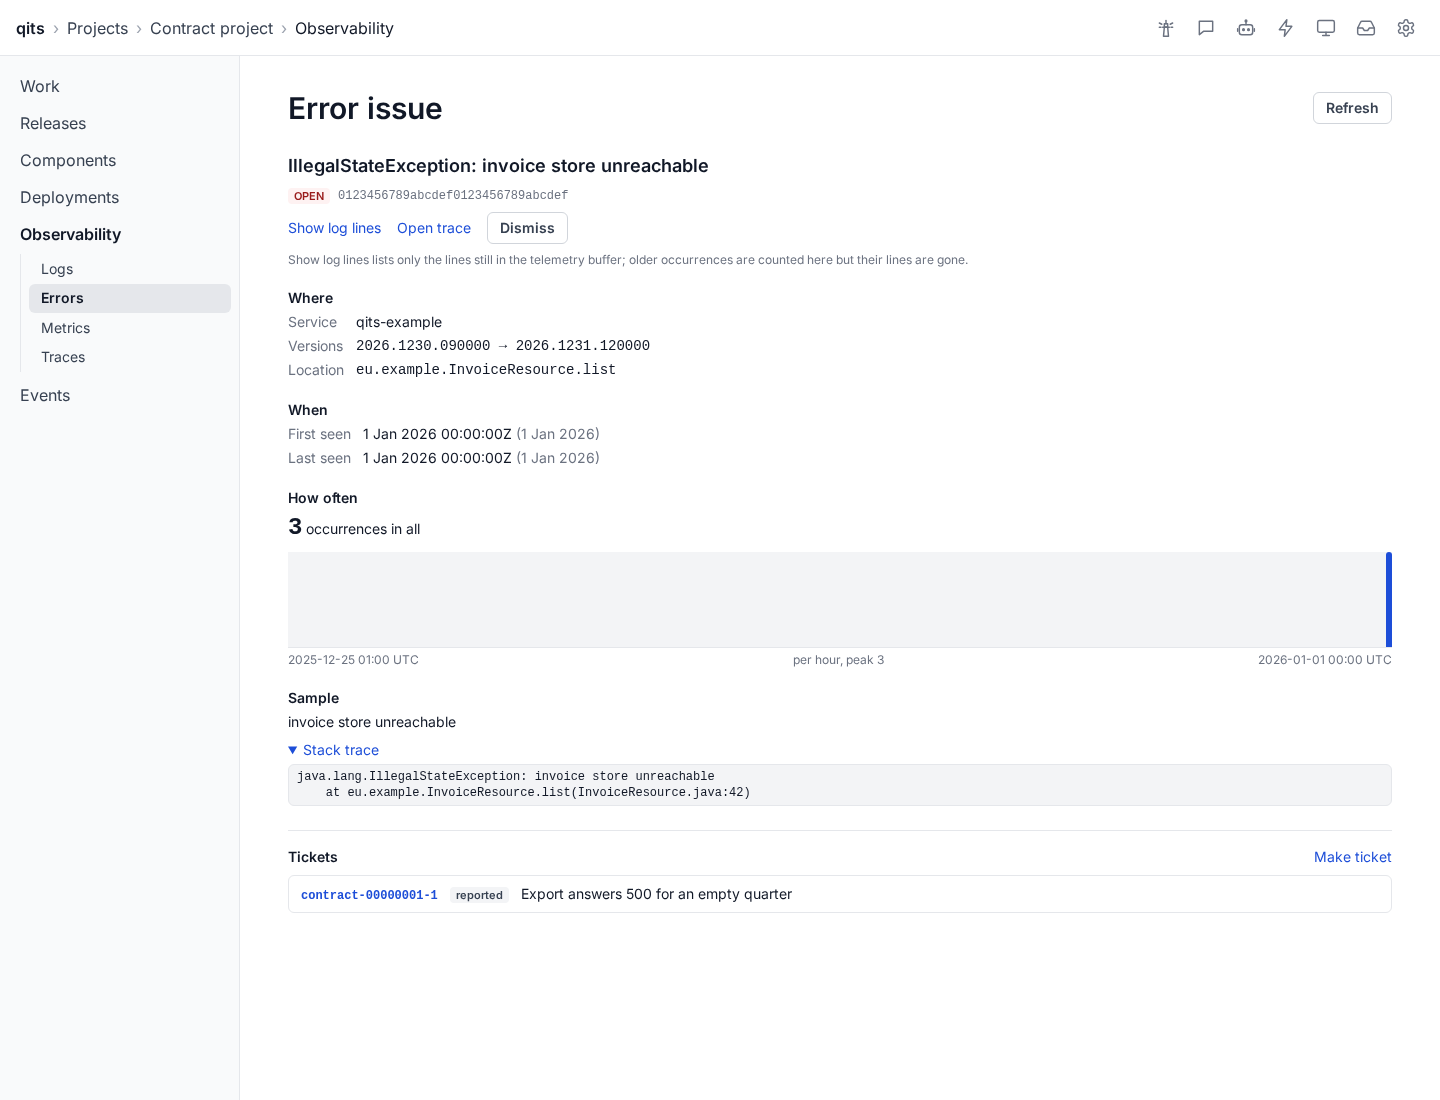 qits › Projects › Contract project › Observability
Work
Releases
Components
Deployments
Observability
Logs
Errors
Metrics
Traces
Events
Error issue
Refresh
IllegalStateException: invoice store unreachable
OPEN 0123456789abcdef0123456789abcdef
Show log lines Open trace Dismiss
Show log lines lists only the lines still in the telemetry buffer; older occurrences are counted here but their lines are gone.
Where
Service qits-example
Versions 2026.1230.090000 → 2026.1231.120000
Location eu.example.InvoiceResource.list
When
First seen 1 Jan 2026 00:00:00Z (1 Jan 2026)
Last seen 1 Jan 2026 00:00:00Z (1 Jan 2026)
How often
3 occurrences in all
2025-12-25 01:00 UTC per hour, peak 3 2026-01-01 00:00 UTC
Sample
invoice store unreachable
▼ Stack trace
java.lang.IllegalStateException: invoice store unreachable
    at eu.example.InvoiceResource.list(InvoiceResource.java:42)
Tickets Make ticket
contract-00000001-1 reported Export answers 500 for an empty quarter